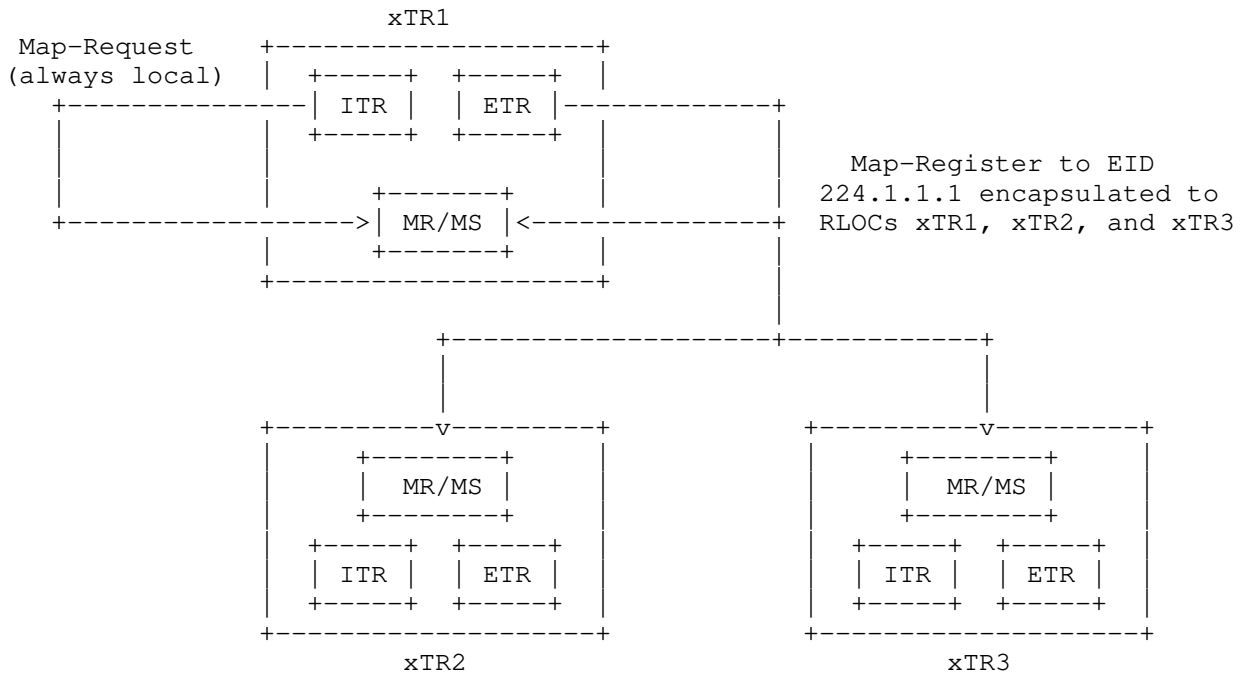 xTR1
Map-Request
(always local)
ITR
ETR
Map-Register to EID
224.1.1.1 encapsulated to
RLOCs xTR1, xTR2, and xTR3
MR/MS
MR/MS
MR/MS
ITR
ETR
ITR
ETR
xTR2
xTR3